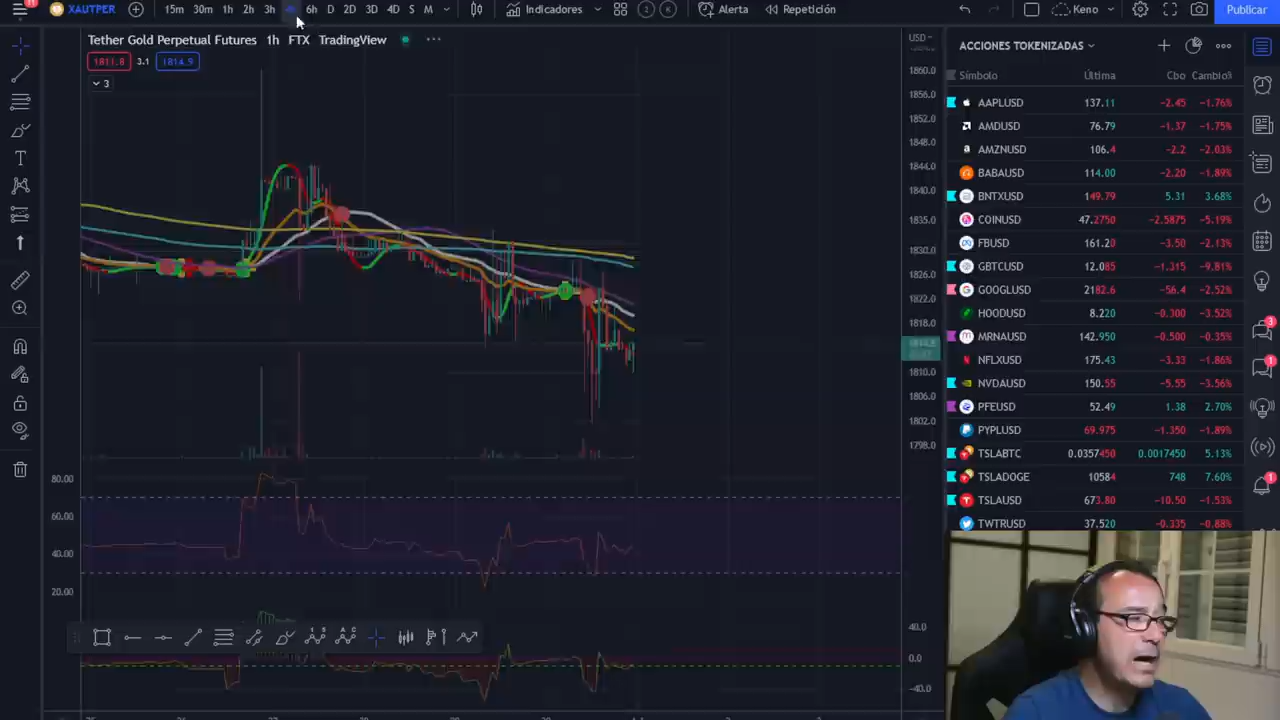 11
XAUTPER 15m 30m 1h 2h 3h 6h D 2D 3D 4D S M Indicadores 2 3 Alerta Repetición Keno Publicar
Tether Gold Perpetual Futures 1h FTX TradingView
1811.8 3.1 1814.9
3
USD
1860.0
1856.0
1852.0
1848.0
1844.0
1840.0
1835.0
1830.0
1826.0
1822.0
1818.0
1810.0
1806.0
1802.0
1798.0
80.00
60.00
40.00
20.00
40.0
0.0
-40.0
ACCIONES TOKENIZADAS
Símbolo Última Cbo Cambio%
AAPLUSD 137.11 −2.45 −1.76%
AMDUSD 76.79 −1.37 −1.75%
AMZNUSD 106.4 −2.2 −2.03%
BABAUSD 114.00 −2.20 −1.89%
BNTXUSD 149.79 5.31 3.68%
COINUSD 47.2750 −2.5875 −5.19%
FBUSD 161.20 −3.50 −2.13%
GBTCUSD 12.085 −1.315 −9.81%
GOOGLUSD 2182.6 −56.4 −2.52%
HOODUSD 8.220 −0.300 −3.52%
MRNAUSD 142.950 −0.500 −0.35%
NFLXUSD 175.43 −3.33 −1.86%
NVDAUSD 150.55 −5.55 −3.56%
PFEUSD 52.49 1.38 2.70%
PYPLUSD 69.975 −1.350 −1.89%
TSLABTC 0.0357450 0.0017450 5.13%
TSLADOGE 10584 748 7.60%
TSLAUSD 673.80 −10.50 −1.53%
TWTRUSD 37.520 −0.335 −0.88%
3
1
1